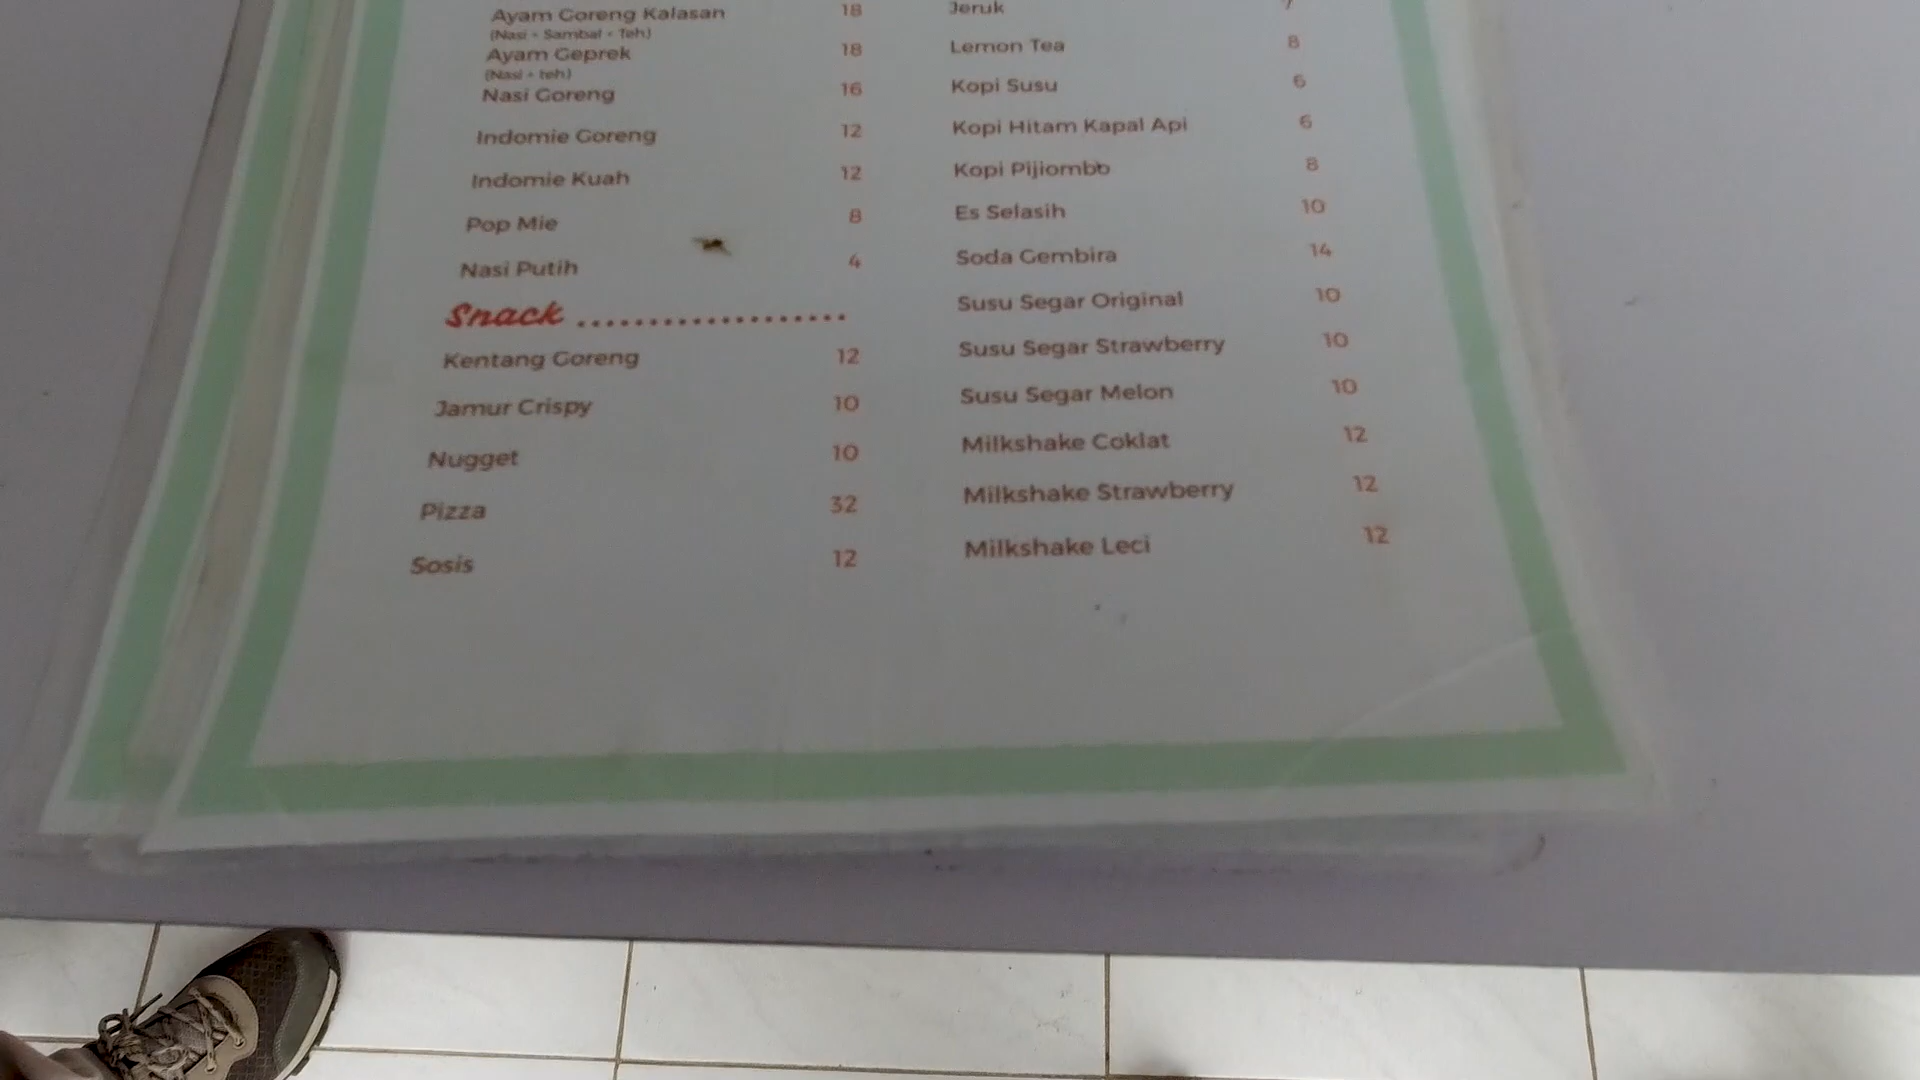 Ayam Goreng Kalasan 18
(Nasi + Sambal + Teh)
Ayam Geprek 18
(Nasi + teh)
Nasi Goreng 16
Indomie Goreng 12
Indomie Kuah 12
Pop Mie 8
Nasi Putih 4
Snack ...................
Kentang Goreng 12
Jamur Crispy 10
Nugget 10
Pizza 32
Sosis 12
Jeruk 7
Lemon Tea 8
Kopi Susu 6
Kopi Hitam Kapal Api 6
Kopi Pijiombo 8
Es Selasih 10
Soda Gembira 14
Susu Segar Original 10
Susu Segar Strawberry 10
Susu Segar Melon 10
Milkshake Coklat 12
Milkshake Strawberry 12
Milkshake Leci 12